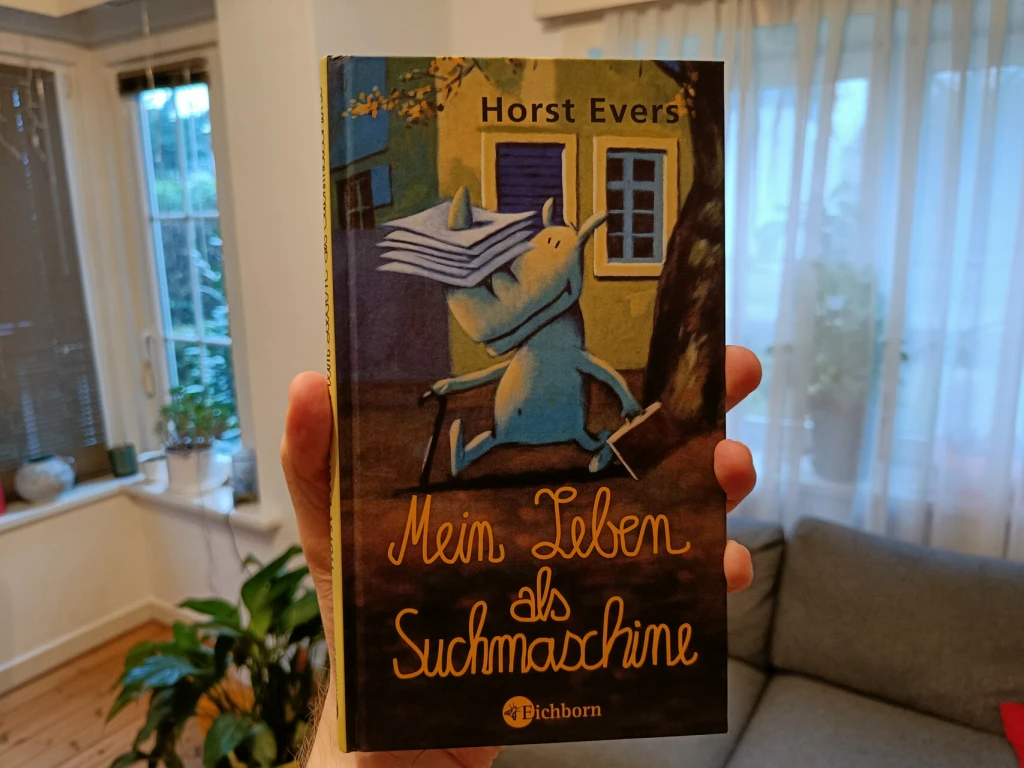 Horst Evers
Mein Leben
als
Suchmaschine
Eichborn